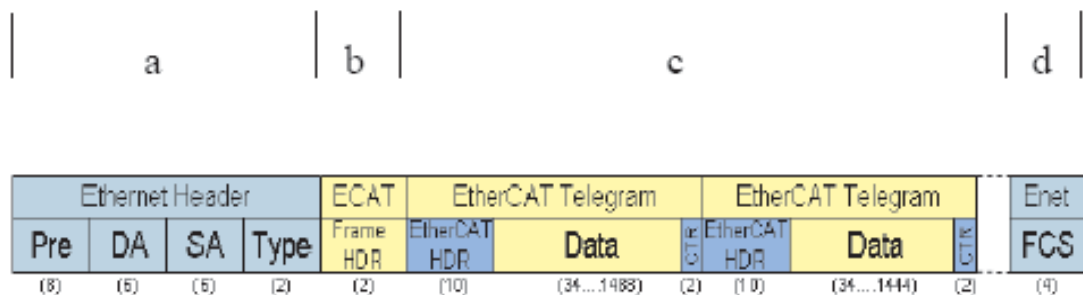 a b c d
Ethernet Header ECAT EtherCAT Telegram EtherCAT Telegram Enet
Pre DA SA Type Frame HDR EtherCAT HDR Data CTR EtherCAT HDR Data CTR FCS
(8) (6) (6) (2) (2) (10) (34....1488) (2) (10) (34...1444) (2) (4)